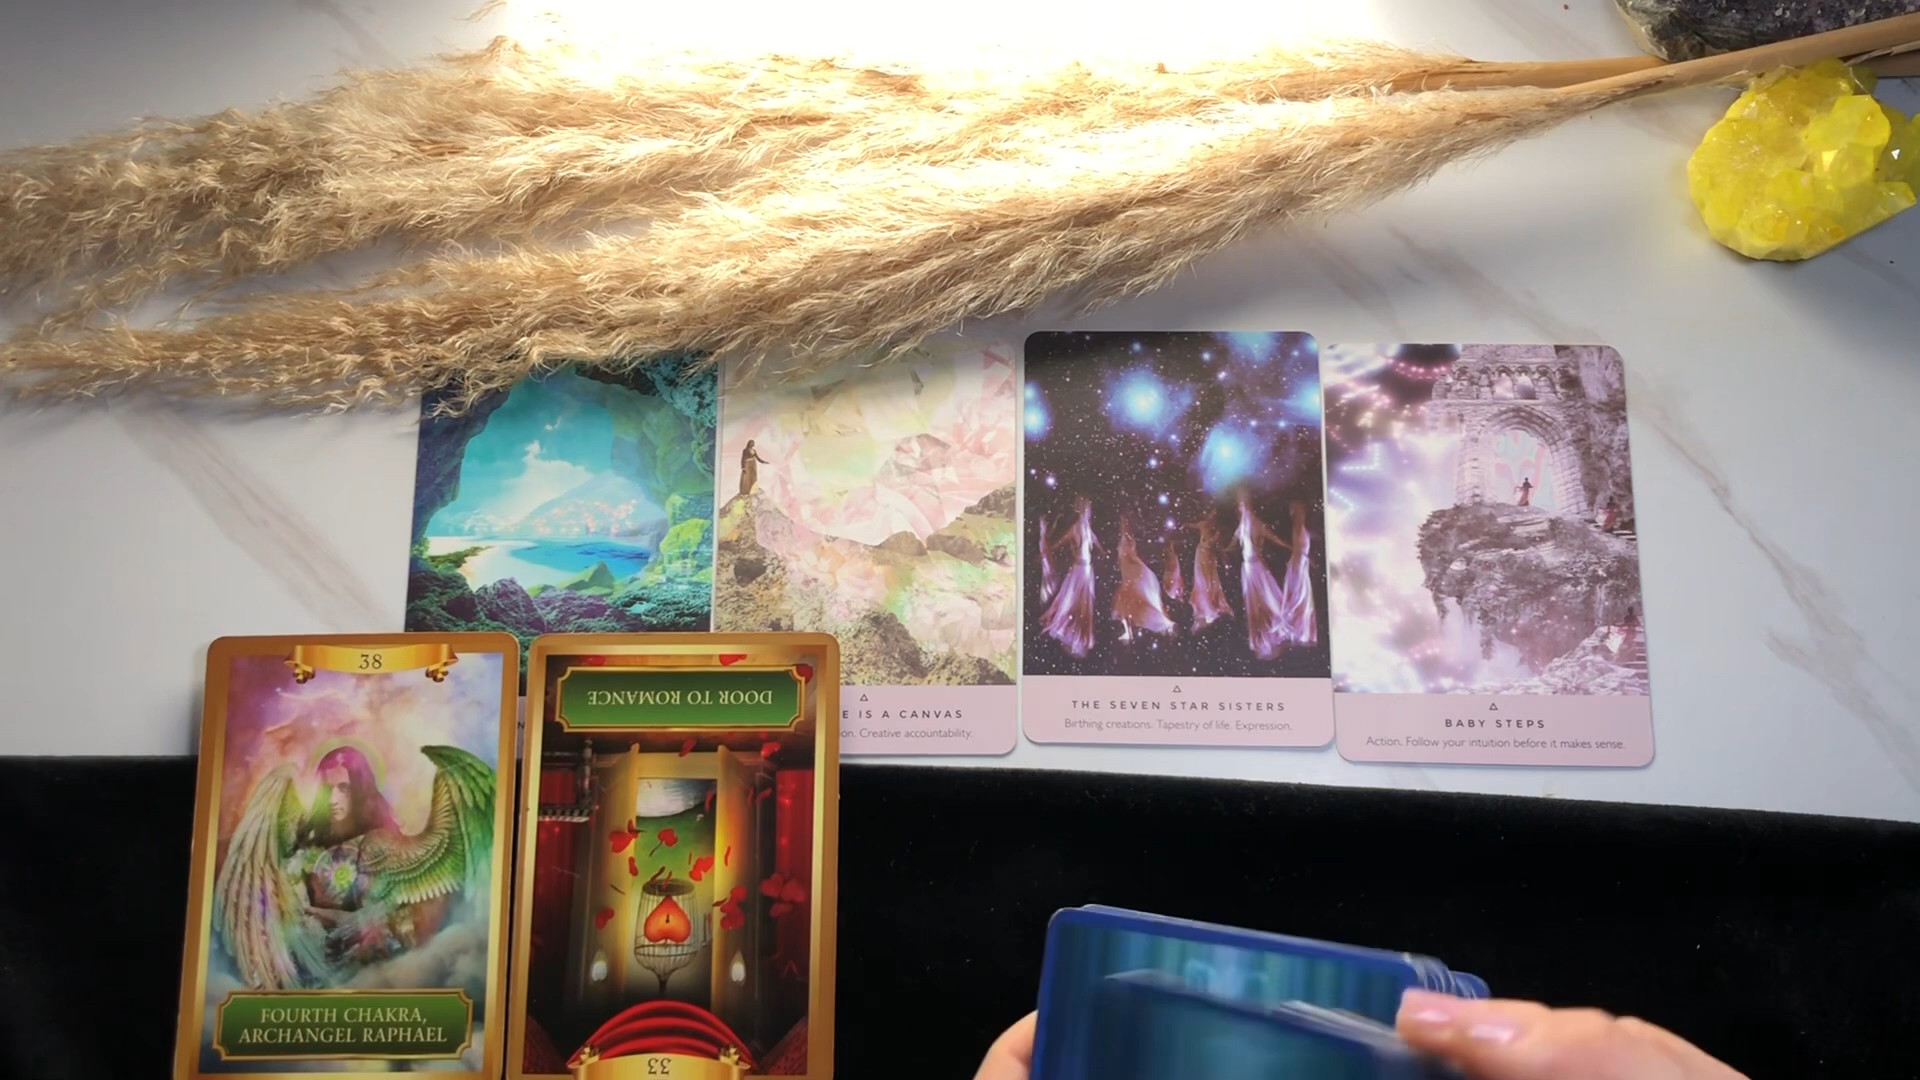 E IS A CANVAS
on. Creative accountability.
THE SEVEN STAR SISTERS
Birthing creations. Tapestry of life. Expression.
BABY STEPS
Action. Follow your intuition before it makes sense.
38
FOURTH CHAKRA,
ARCHANGEL RAPHAEL
DOOR TO ROMANCE
33